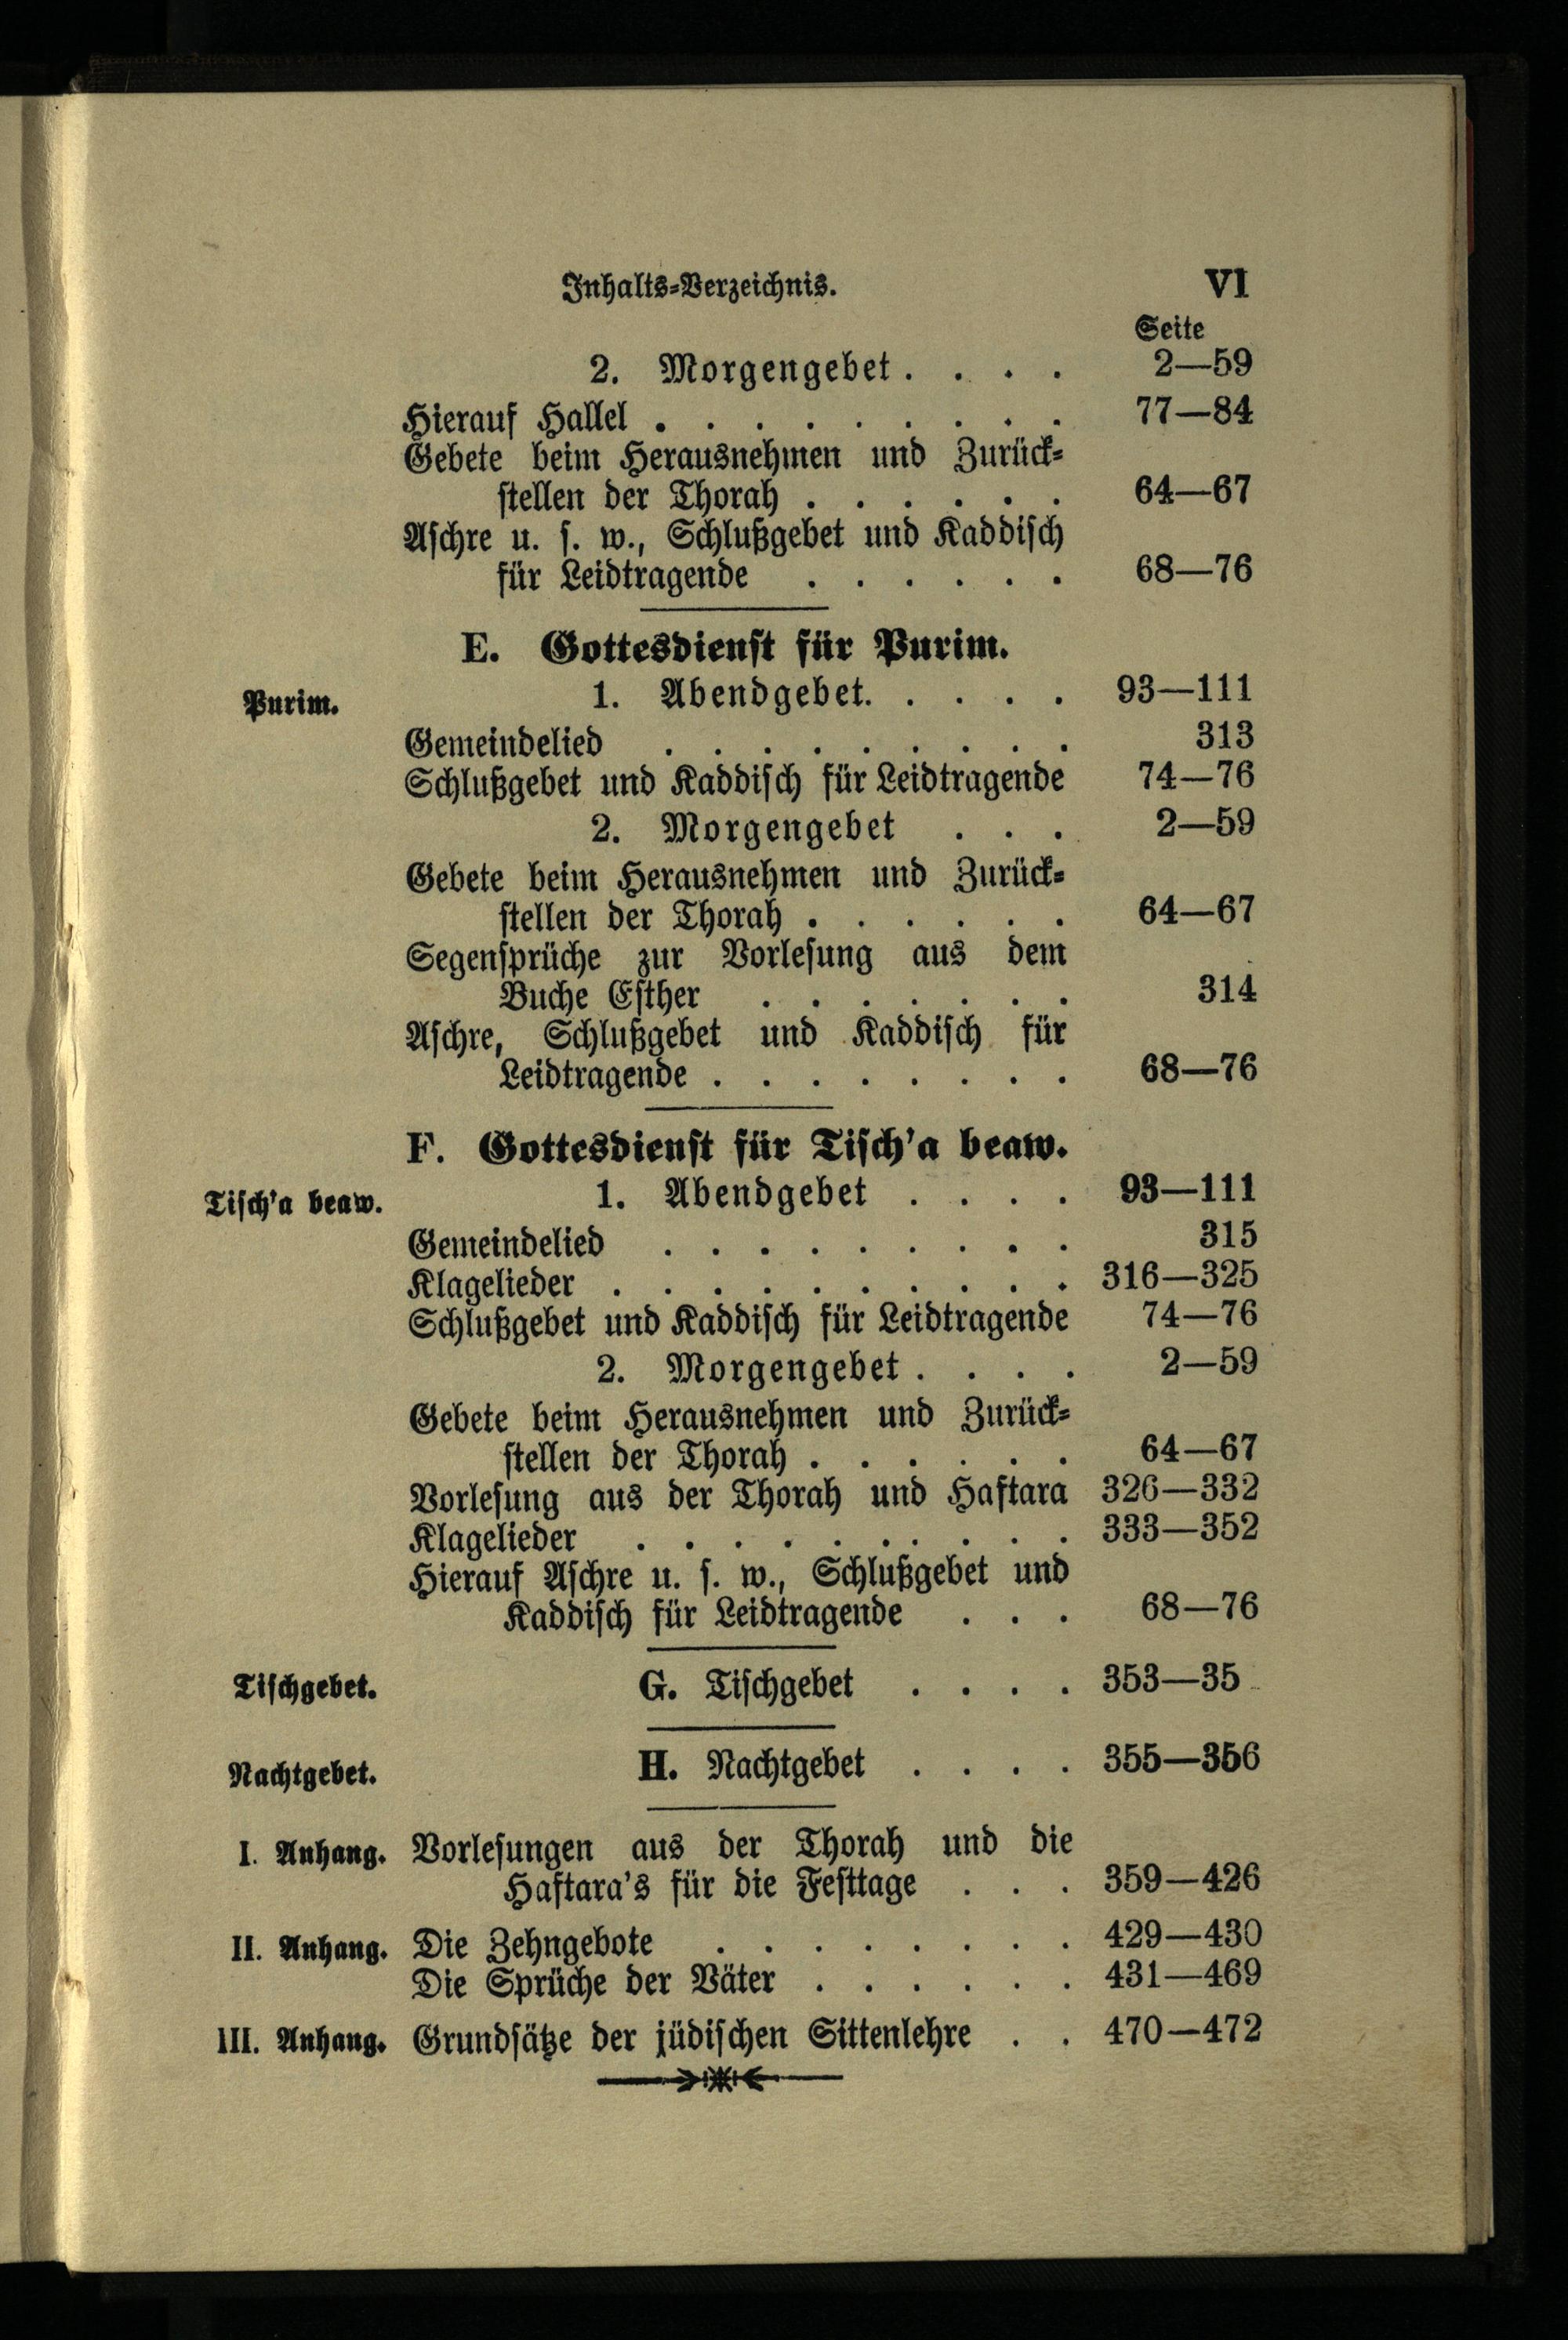 Inhalts-Verzeichnis. VI
Seite
2. Morgengebet . . . . 2—59
Hierauf Hallel . . . . . . . . . 77—84
Gebete beim Herausnehmen und Zurück-
stellen der Thorah . . . . . . 64—67
Aschre u. s. w., Schlußgebet und Kaddisch
für Leidtragende . . . . . . 68—76
E. Gottesdienst für Purim.
Purim. 1. Abendgebet. . . . . 93—111
Gemeindelied . . . . . . . . . 313
Schlußgebet und Kaddisch für Leidtragende 74—76
2. Morgengebet . . . 2—59
Gebete beim Herausnehmen und Zurück-
stellen der Thorah . . . . . . 64—67
Segensprüche zur Vorlesung aus dem
Buche Esther . . . . . . . 314
Aschre, Schlußgebet und Kaddisch für
Leidtragende . . . . . . . . 68—76
F. Gottesdienst für Tisch'a beaw.
Tisch'a beaw. 1. Abendgebet . . . . 93—111
Gemeindelied . . . . . . . . . 315
Klagelieder . . . . . . . . . . 316—325
Schlußgebet und Kaddisch für Leidtragende 74—76
2. Morgengebet . . . . 2—59
Gebete beim Herausnehmen und Zurück-
stellen der Thorah . . . . . . 64—67
Vorlesung aus der Thorah und Haftara 326—332
Klagelieder . . . . . . . . . 333—352
Hierauf Aschre u. s. w., Schlußgebet und
Kaddisch für Leidtragende . . . 68—76
Tischgebet. G. Tischgebet . . . . 353—35
Nachtgebet. H. Nachtgebet . . . . 355—356
I. Anhang. Vorlesungen aus der Thorah und die
Haftara's für die Festtage . . . 359—426
II. Anhang. Die Zehngebote . . . . . . . . 429—430
Die Sprüche der Väter . . . . . . 431—469
III. Anhang. Grundsätze der jüdischen Sittenlehre . . 470—472